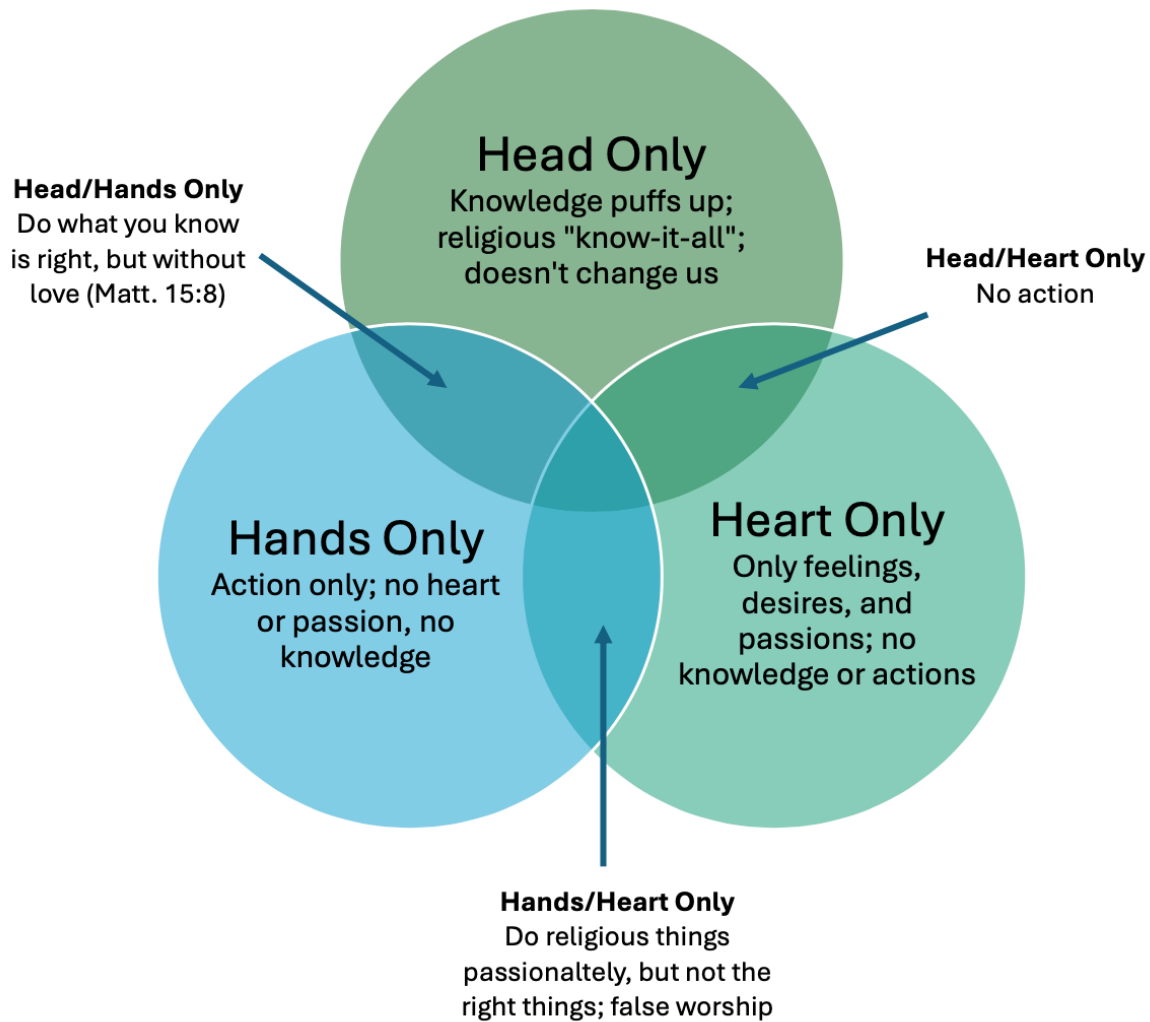 Head Only
Knowledge puffs up;
religious "know-it-all";
doesn't change us
Head/Hands Only
Do what you know
is right, but without
love (Matt. 15:8)
Head/Heart Only
No action
Hands Only
Action only; no heart
or passion, no
knowledge
Heart Only
Only feelings,
desires, and
passions; no
knowledge or actions
Hands/Heart Only
Do religious things
passionaltely, but not the
right things; false worship